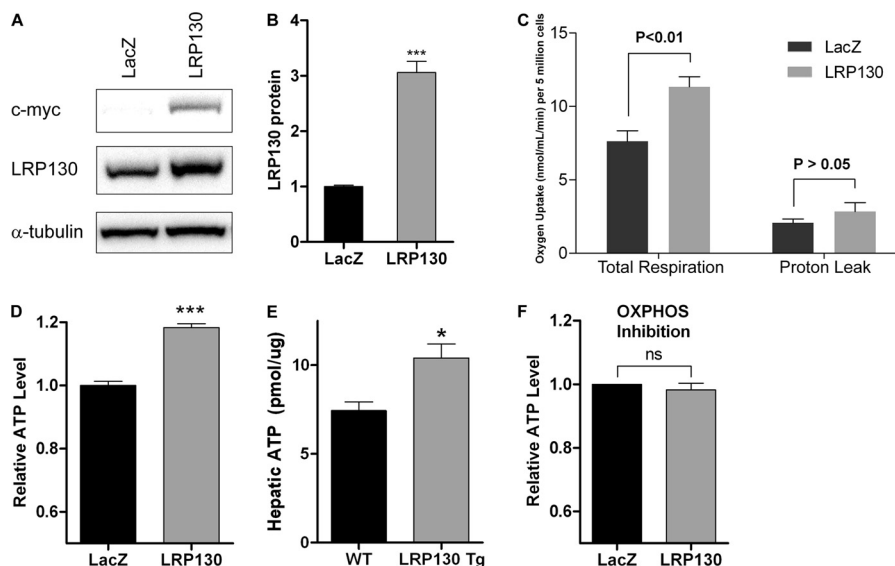 A
LacZ
LRP130
c-myc
LRP130
α-tubulin
B
LRP130 protein
4
3
2
1
0
***
LacZ
LRP130
C
Oxygen Uptake (nmol/mL/min) per 5 million cells
15
10
5
0
P<0.01
P > 0.05
LacZ
LRP130
Total Respiration
Proton Leak
D
Relative ATP Level
1.2
1.0
0.8
0.6
***
LacZ
LRP130
E
Hepatic ATP (pmol/ug)
10
5
0
*
WT
LRP130 Tg
F
OXPHOS
Inhibition
ns
Relative ATP Level
1.2
1.0
0.8
0.6
LacZ
LRP130